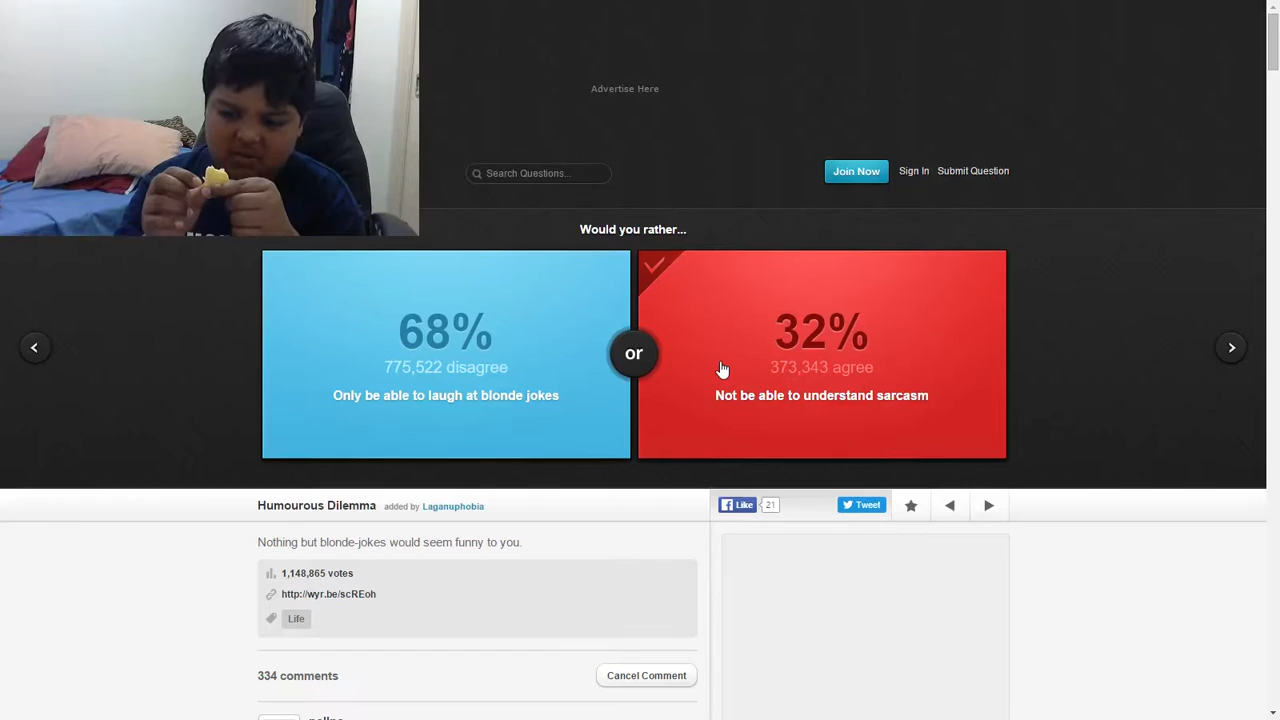 Advertise Here
Search Questions...
Join Now
Sign In
Submit Question
Would you rather...
68%
775,522 disagree
Only be able to laugh at blonde jokes
or
32%
373,343 agree
Not be able to understand sarcasm
Humourous Dilemma added by Laganuphobia
Like 21
Tweet
Nothing but blonde-jokes would seem funny to you.
1,148,865 votes
http://wyr.be/scREoh
Life
334 comments
Cancel Comment